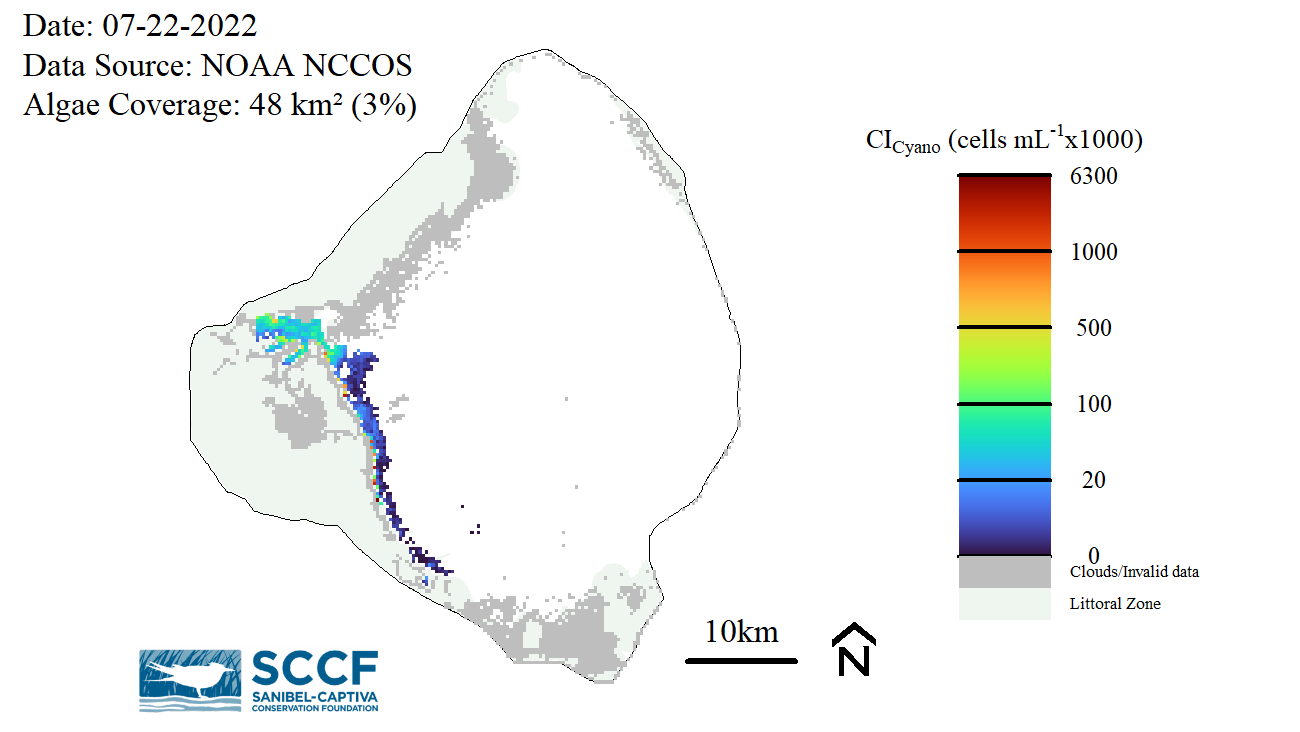 Date: 07-22-2022
Data Source: NOAA NCCOS
Algae Coverage: 48 km² (3%)
CICyano (cells mL-1x1000)
6300
1000
500
100
20
0
Clouds/Invalid data
Littoral Zone
10km
N
SCCF
SANIBEL-CAPTIVA
CONSERVATION FOUNDATION